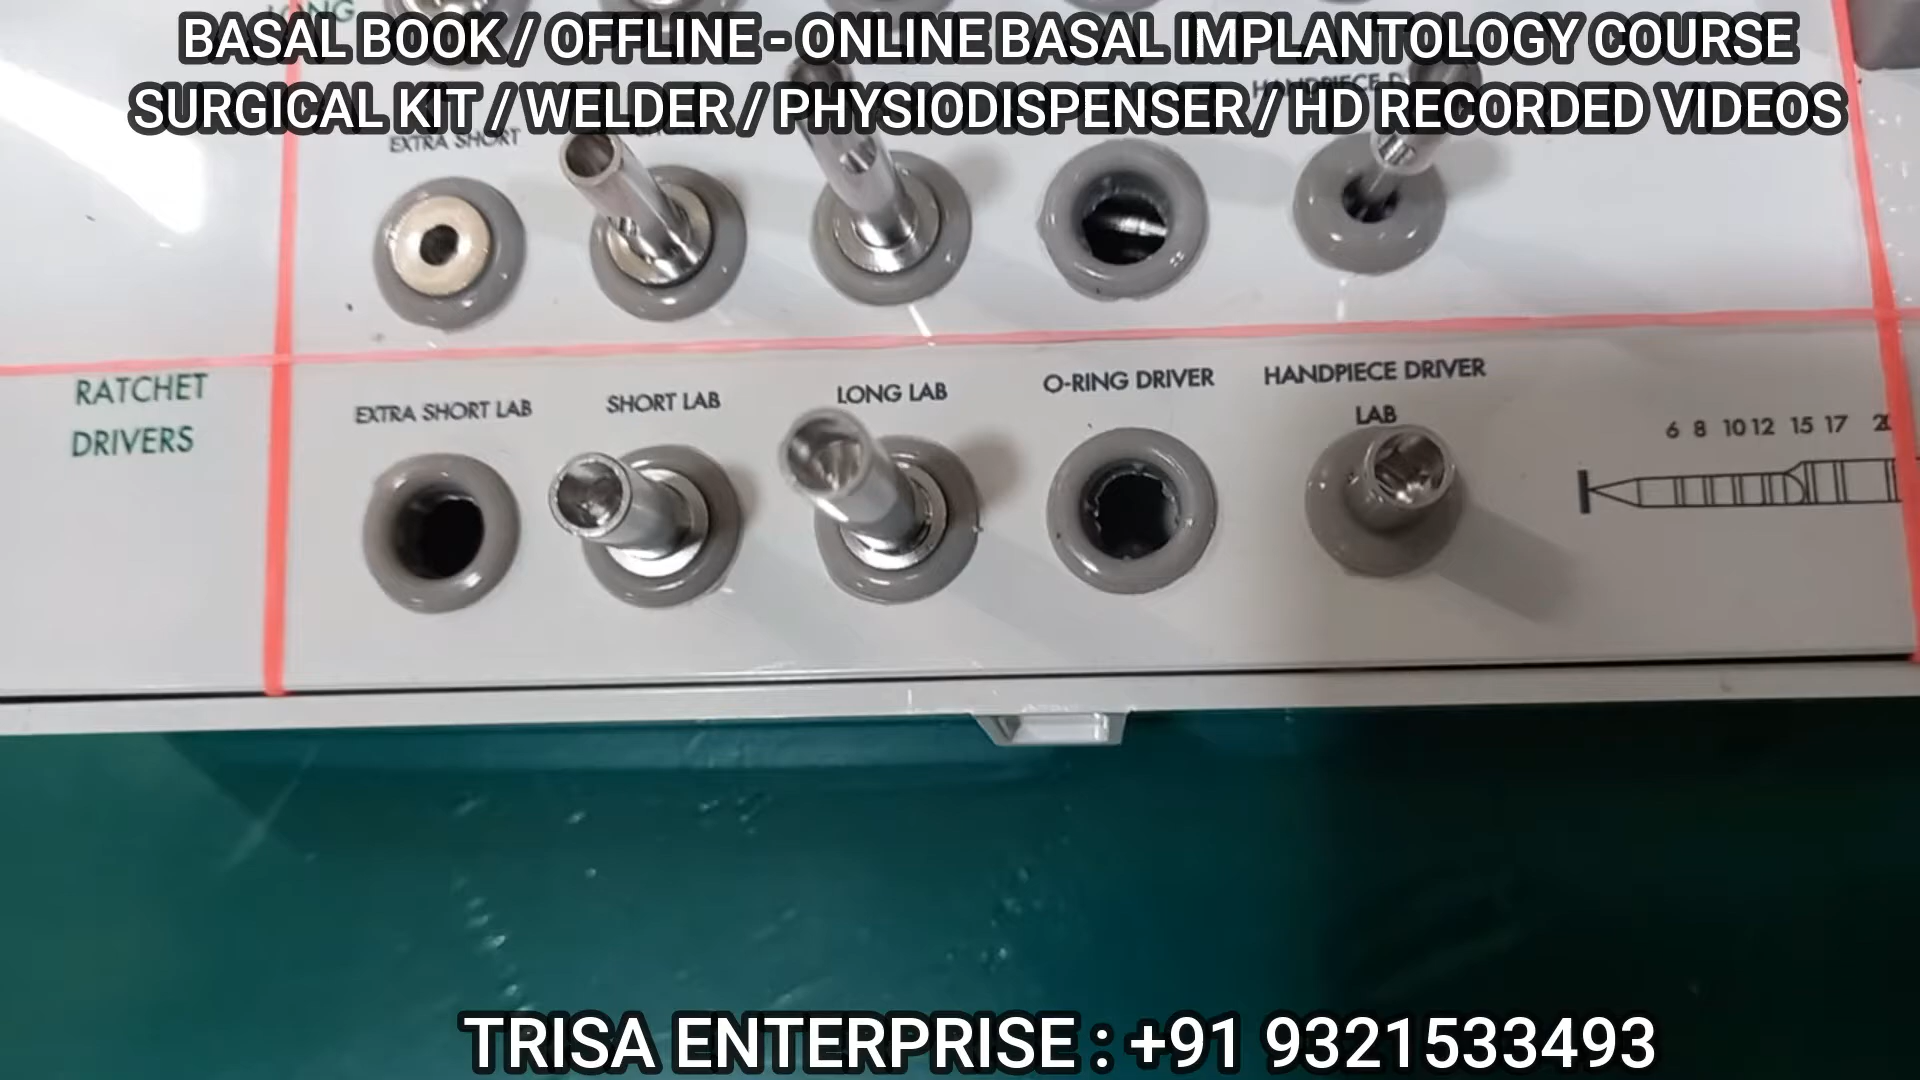 LONG
BASAL BOOK / OFFLINE - ONLINE BASAL IMPLANTOLOGY COURSE
SURGICAL KIT / WELDER / PHYSIODISPENSER / HD RECORDED VIDEOS
HANDPIECE D
EXTRA SHORT
RATCHET
DRIVERS
EXTRA SHORT LAB
SHORT LAB
LONG LAB
O-RING DRIVER
HANDPIECE DRIVER
LAB
6 8 10 12 15 17
TRISA ENTERPRISE : +91 9321533493